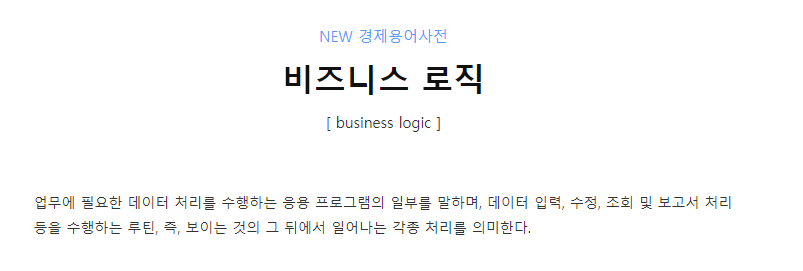 NEW 경제용어사전
비즈니스 로직
[ business logic ]
업무에 필요한 데이터 처리를 수행하는 응용 프로그램의 일부를 말하며, 데이터 입력, 수정, 조회 및 보고서 처리
등을 수행하는 루틴, 즉, 보이는 것의 그 뒤에서 일어나는 각종 처리를 의미한다.